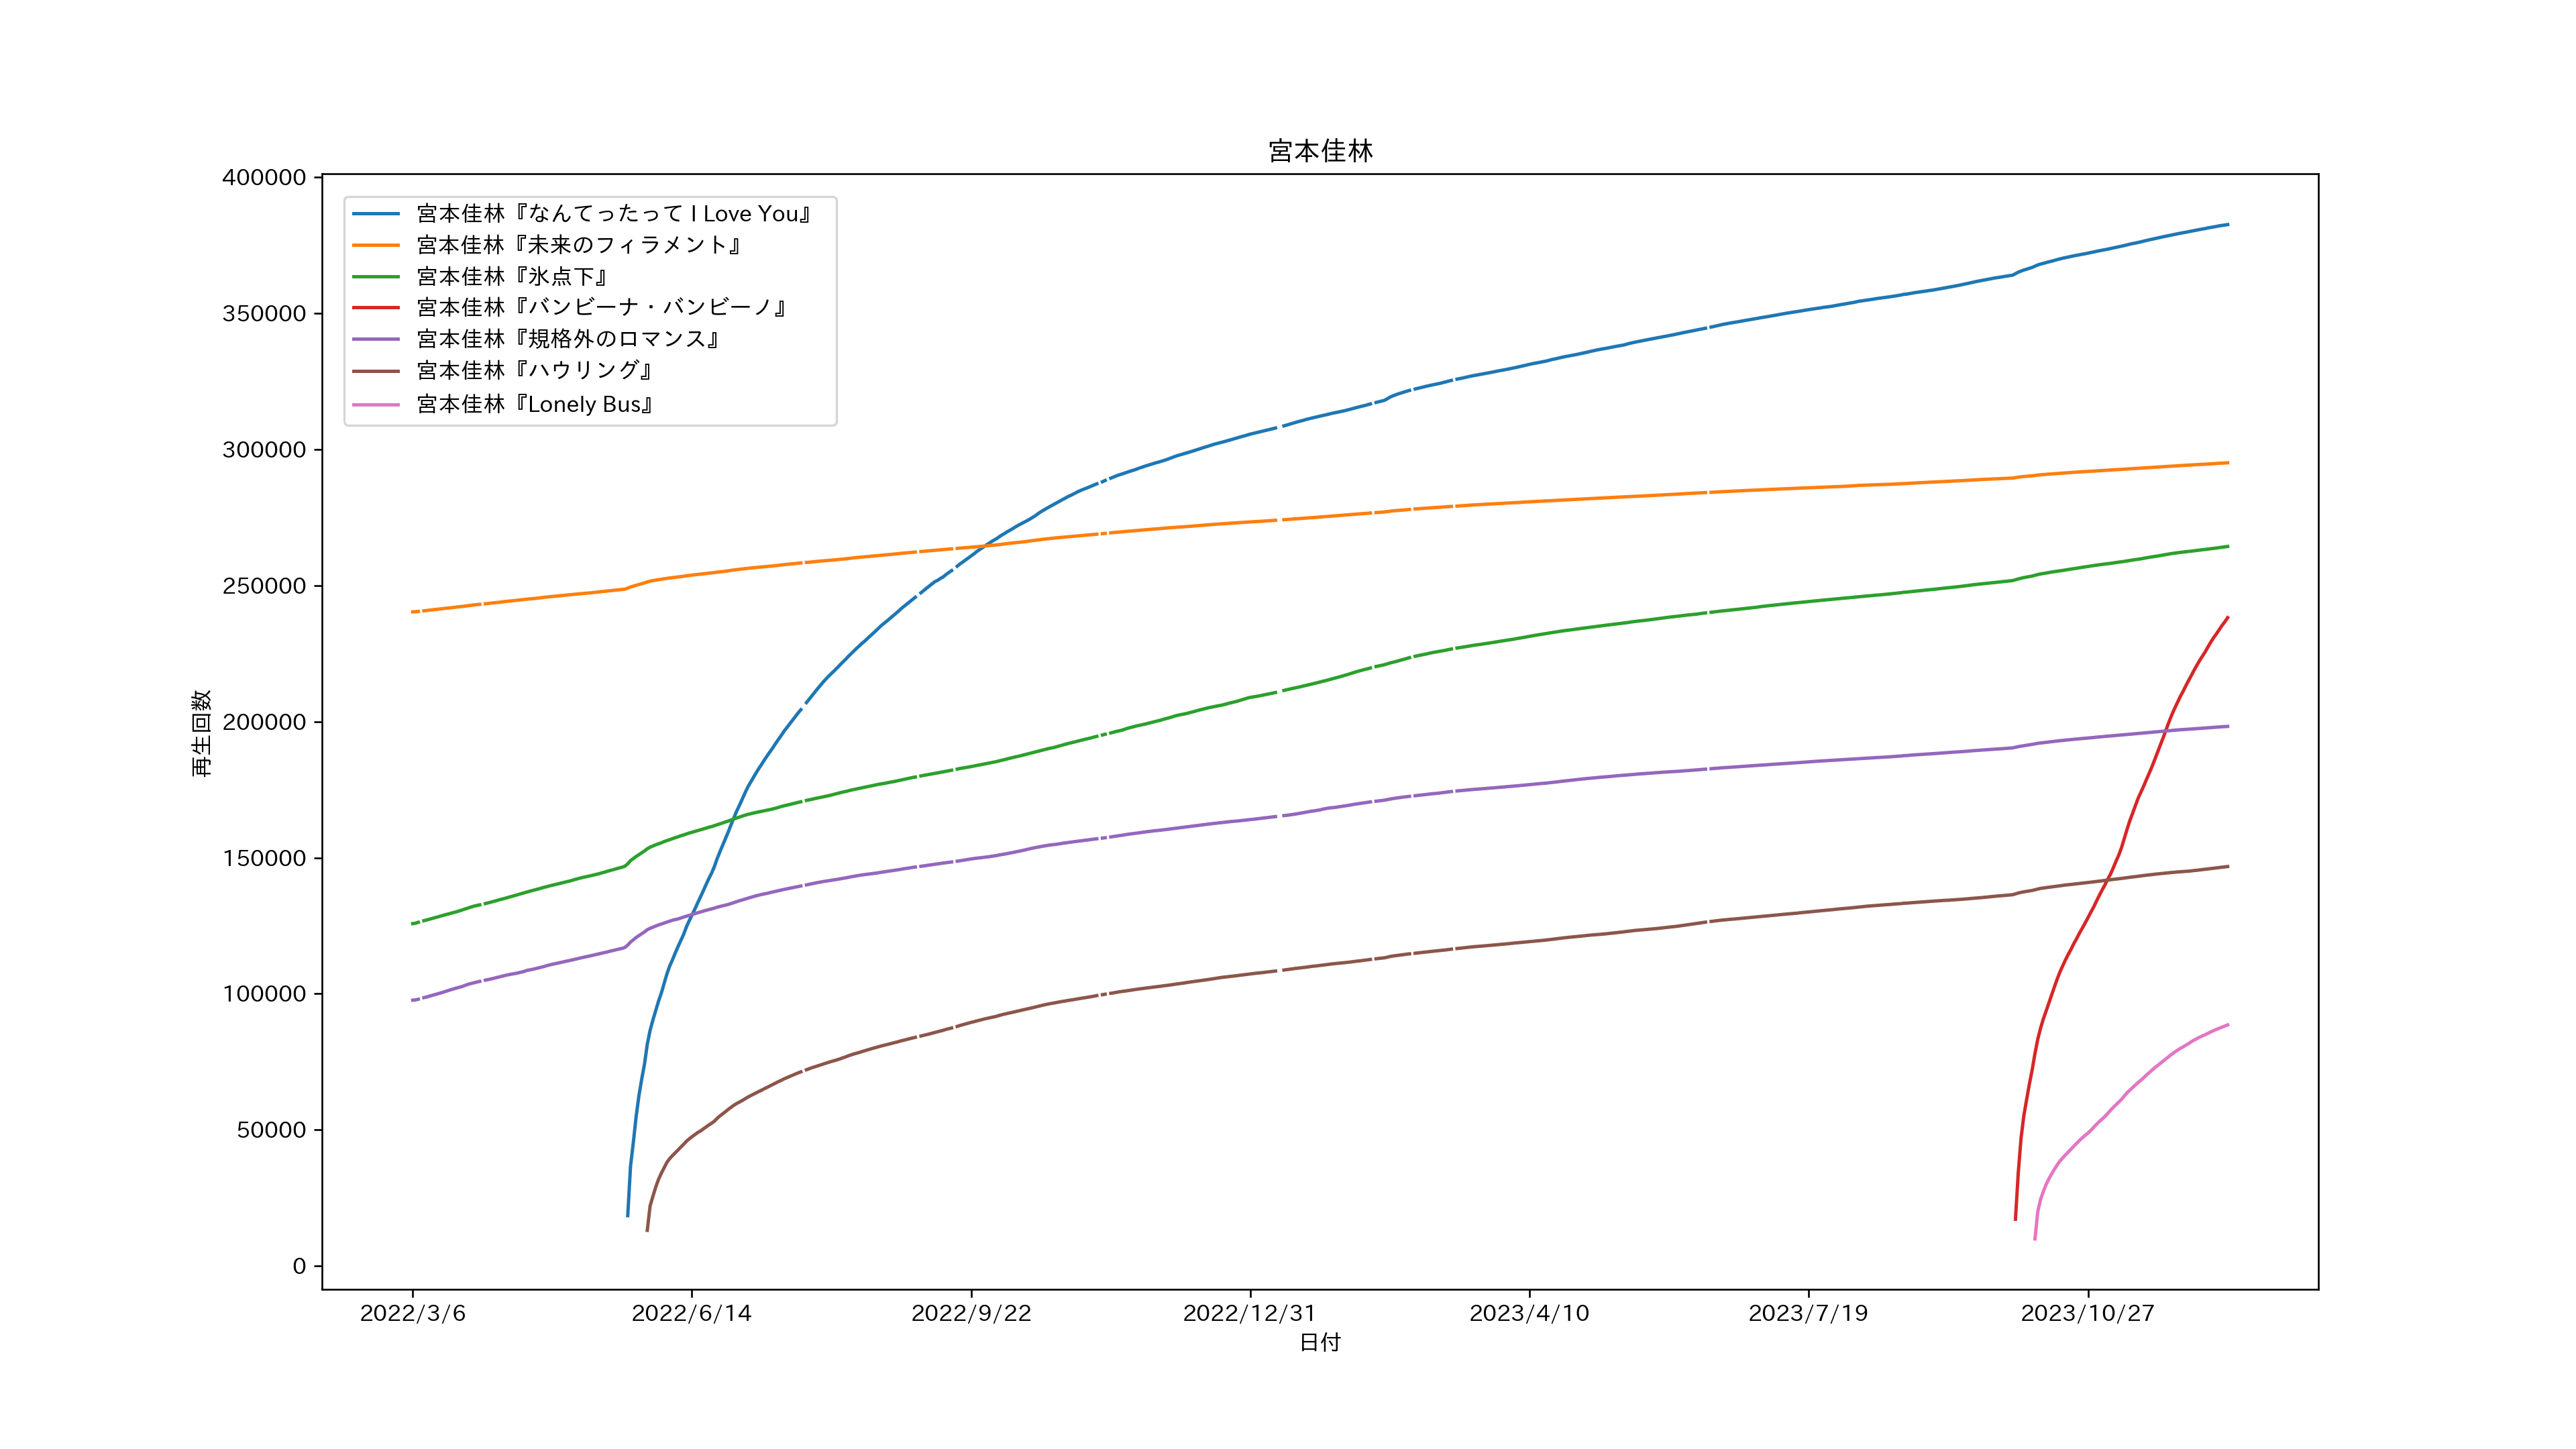 宮本佳林
400000
350000
300000
250000
200000
150000
100000
50000
0
再生回数
宮本佳林『なんてったって I Love You』
宮本佳林『未来のフィラメント』
宮本佳林『氷点下』
宮本佳林『バンビーナ・バンビーノ』
宮本佳林『規格外のロマンス』
宮本佳林『ハウリング』
宮本佳林『Lonely Bus』
2022/3/6 2022/6/14 2022/9/22 2022/12/31 2023/4/10 2023/7/19 2023/10/27
日付